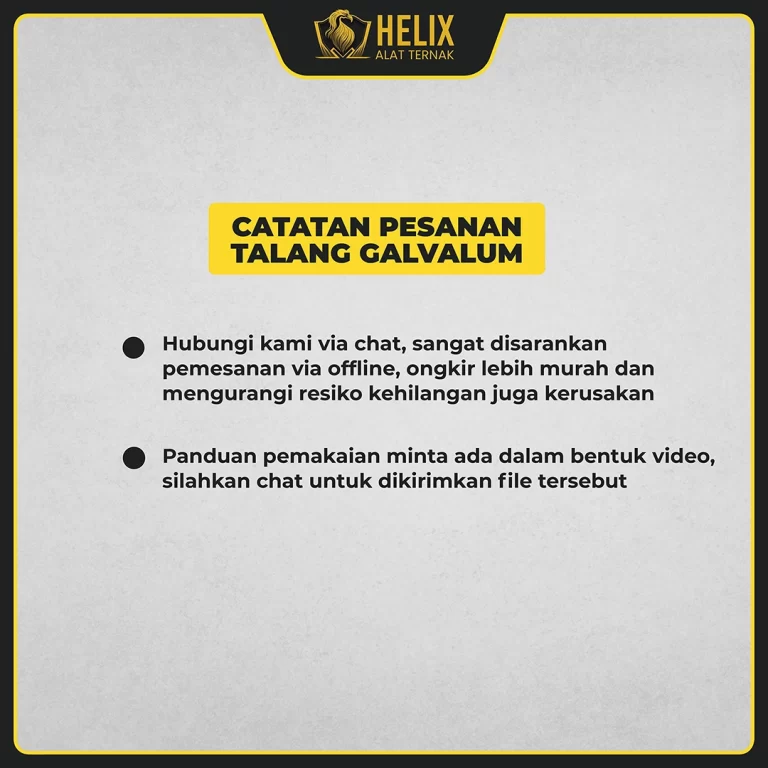 HELIX
ALAT TERNAK
CATATAN PESANAN
TALANG GALVALUM
Hubungi kami via chat, sangat disarankan
pemesanan via offline, ongkir lebih murah dan
mengurangi resiko kehilangan juga kerusakan
Panduan pemakaian minta ada dalam bentuk video,
silahkan chat untuk dikirimkan file tersebut